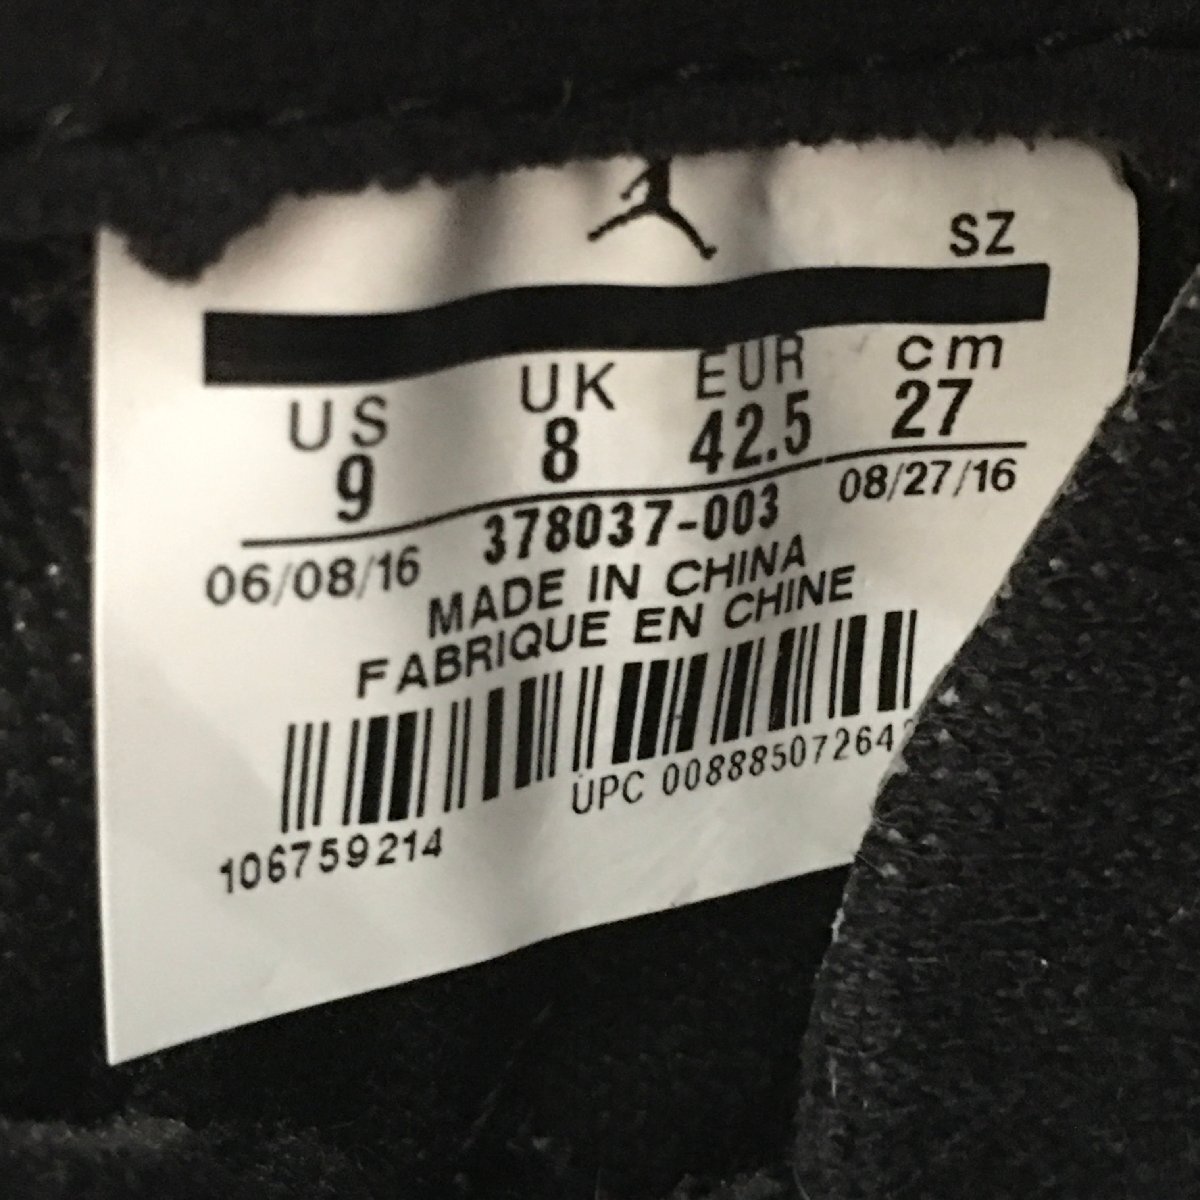 SZ
US UK EUR cm
9 8 42.5 27
06/08/16 378037-003 08/27/16
MADE IN CHINA
FABRIQUE EN CHINE
UPC 00888507264
106759214